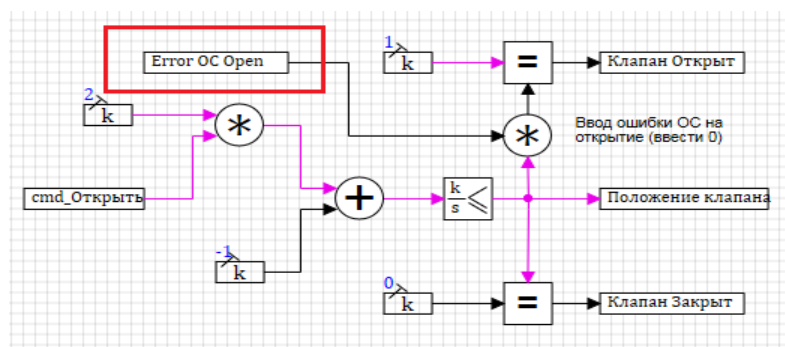 Error OC Open
1
k
=
Клапан Открыт
2
k
*
*
Ввод ошибки ОС на
открытие (ввести 0)
cmd_Открыть
+
k
s
≤
Положение клапана
-1
k
0
k
=
Клапан Закрыт